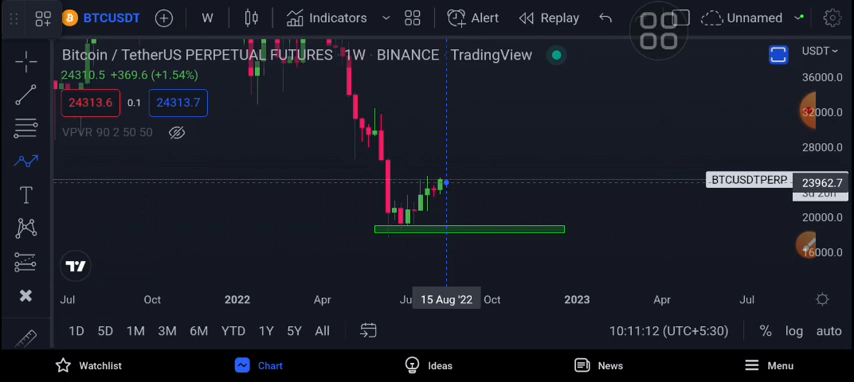 BTCUSDT W Indicators Alert Replay Unnamed
Bitcoin / TetherUS PERPETUAL FUTURES 1W BINANCE TradingView
USDT
24310.5 +369.6 (+1.54%)
36000.0
24313.6 0.1 24313.7
32000.0
VPVR 90 2 50 50
28000.0
BTCUSDTPERP 23962.7
3d 20h
20000.0
16000.0
Jul Oct 2022 Apr Ju 15 Aug '22 Oct 2023 Apr Jul
1D 5D 1M 3M 6M YTD 1Y 5Y All 10:11:12 (UTC+5:30) % log auto
Watchlist Chart Ideas News Menu